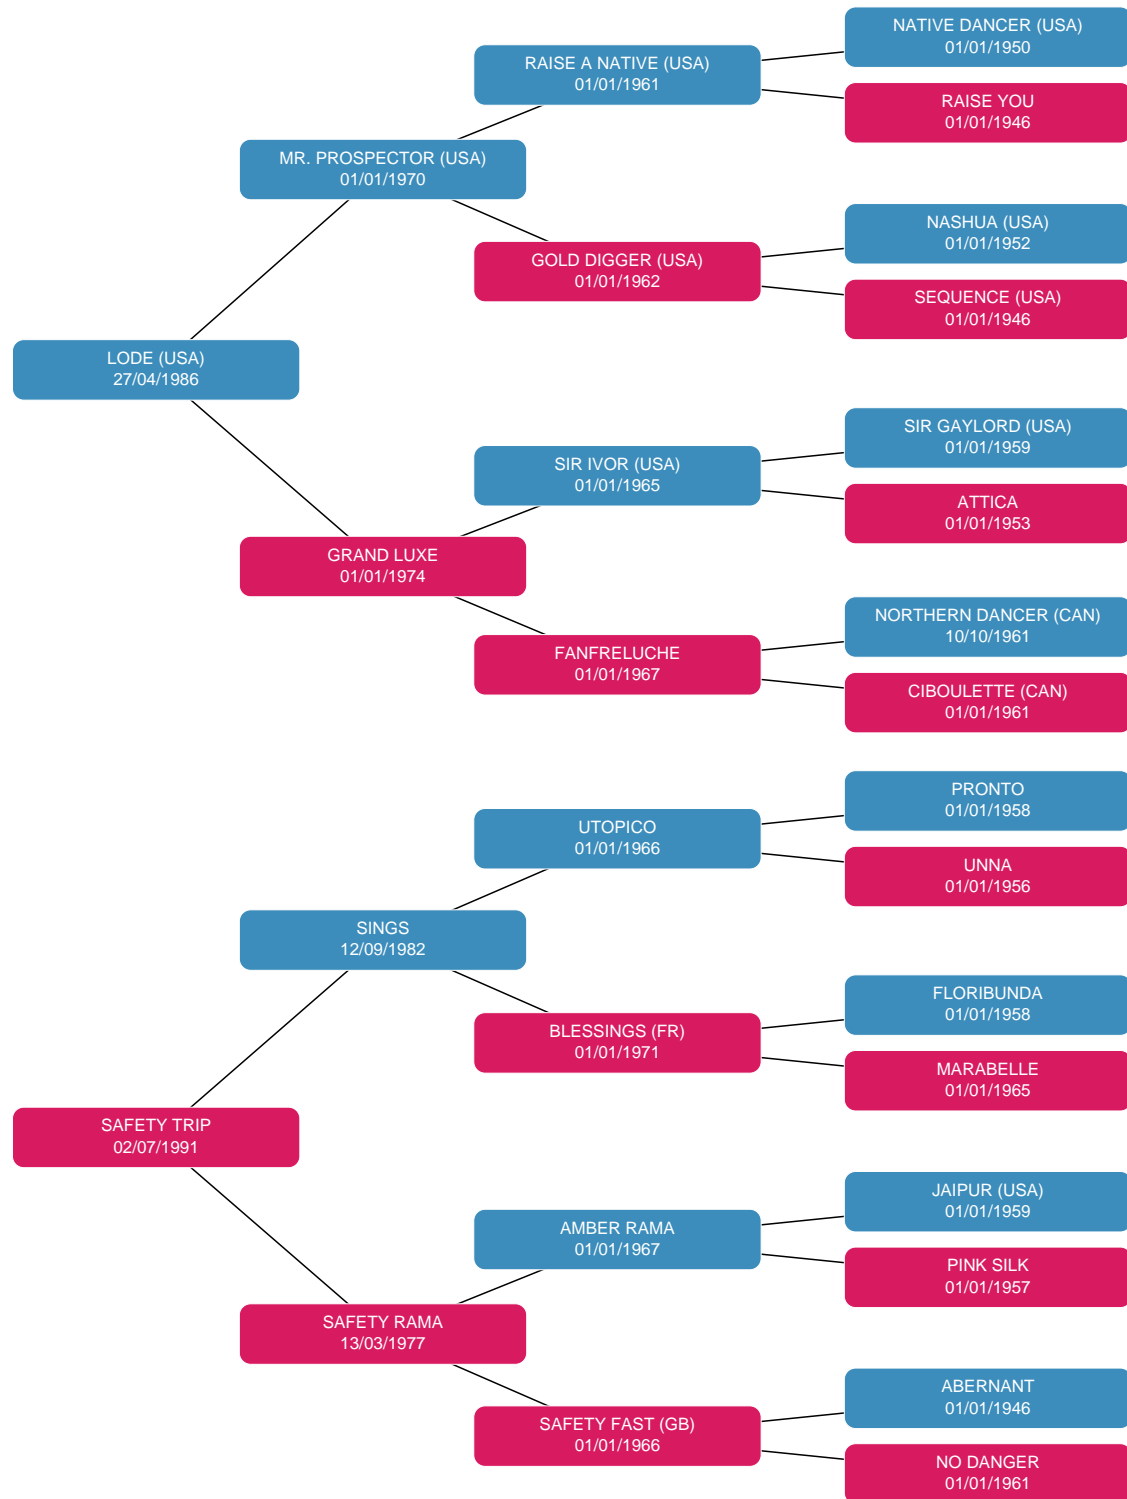 NATIVE DANCER (USA)
01/01/1950
RAISE A NATIVE (USA)
01/01/1961
RAISE YOU
01/01/1946
MR. PROSPECTOR (USA)
01/01/1970
NASHUA (USA)
01/01/1952
GOLD DIGGER (USA)
01/01/1962
SEQUENCE (USA)
01/01/1946
LODE (USA)
27/04/1986
SIR GAYLORD (USA)
01/01/1959
SIR IVOR (USA)
01/01/1965
ATTICA
01/01/1953
GRAND LUXE
01/01/1974
NORTHERN DANCER (CAN)
10/10/1961
FANFRELUCHE
01/01/1967
CIBOULETTE (CAN)
01/01/1961
PRONTO
01/01/1958
UTOPICO
01/01/1966
UNNA
01/01/1956
SINGS
12/09/1982
FLORIBUNDA
01/01/1958
BLESSINGS (FR)
01/01/1971
MARABELLE
01/01/1965
SAFETY TRIP
02/07/1991
JAIPUR (USA)
01/01/1959
AMBER RAMA
01/01/1967
PINK SILK
01/01/1957
SAFETY RAMA
13/03/1977
ABERNANT
01/01/1946
SAFETY FAST (GB)
01/01/1966
NO DANGER
01/01/1961